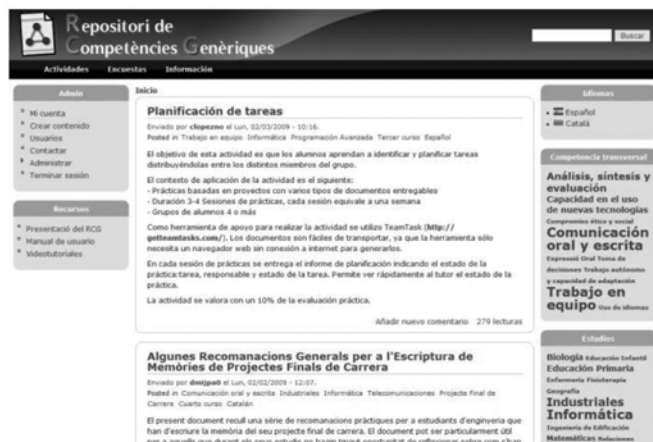 Repositori de
Competències Genèriques
Buscar
Actividades Encuestas Información
Admin
Mi cuenta
Crear contenido
Usuarios
Contactar
Administrar
Terminar sesión
Recursos
Presentació del RCG
Manual de usuario
Videotutoriales
Inicio
Planificación de tareas
Enviado por clopezno el Lun, 02/03/2009 - 10:16.
Posted in Trabajo en equipo Informática Programación Avanzada Tercer curso Español
El objetivo de esta actividad es que los alumnos aprendan a identificar y planificar tareas
distribuyéndolas entre los distintos miembros del grupo.
El contexto de aplicación de la actividad es el siguiente:
- Prácticas basadas en proyectos con varios tipos de documentos entregables
- Duración 3-4 Sesiones de prácticas, cada sesión equivale a una semana
- Grupos de alumnos 4 o más
Como herramienta de apoyo para realizar la actividad se utilizo TeamTask (http://
getteamtasks.com/). Los documentos son fáciles de transportar, ya que la herramienta sólo
necesita un navegador web sin conexión a internet para generarlos.
En cada sesión de prácticas se entrega el informe de planificación indicando el estado de la
práctica:tarea, responsable y estado de la tarea. Permite ver rápidamente al tutor el estado de la
práctica.
La actividad se valora con un 10% de la evaluación práctica.
Añadir nuevo comentario 279 lecturas
Algunes Recomanacions Generals per a l'Escriptura de
Memòries de Projectes Finals de Carrera
Enviado por dmijpa0 el Lun, 02/02/2009 - 12:07.
Posted in Comunicación oral y escrita Industriales Informática Telecomunicaciones Projecte Final de
Carrera Cuarto curso Catalán
El present document recull una sèrie de recomanacions per a estudiants d'enginyeria que
han d'escriure la memòria del seu projecte final de carrera. El document pot ser particularment útil
Idiomas
Español
Català
Competencia transversal
Análisis, síntesis y
evaluación
Capacidad en el uso
de nuevas tecnologías
Compromiso ético y social
Comunicación
oral y escrita
Expressió Oral Toma de
decisiones Trabajo autónomo
y capacidad de adaptación
Trabajo en
equipo Uso de idiomas
Estudios
Biología Educación Infantil
Educación Primaria
Enfermería Fisioterapia
Geografía
Industriales
Informática
Ingeniería de Edificación
Matemáticas Relaciones